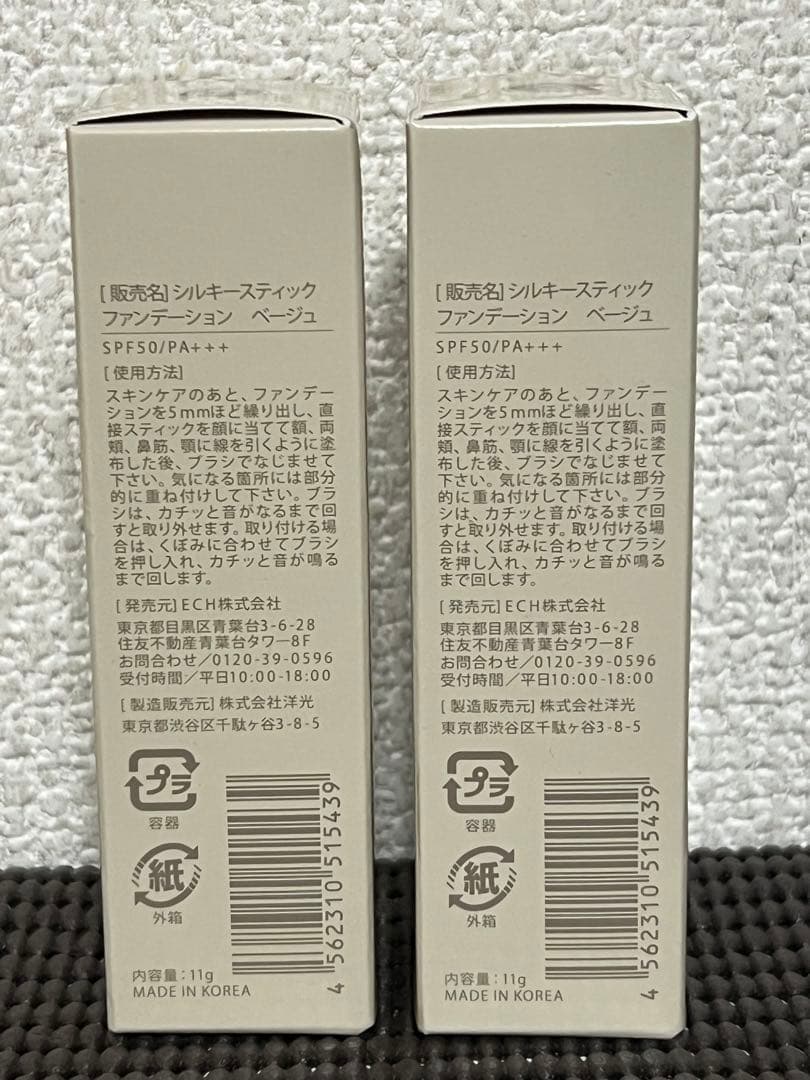 [販売名]シルキースティック
ファンデーション　ベージュ
SPF50/PA+++
[使用方法]
スキンケアのあと、ファンデー
ションを5mmほど繰り出し、直
接スティックを顔に当てて額、両
頬、鼻筋、顎に線を引くように塗
布した後、ブラシでなじませて
下さい。気になる箇所には部分
的に重ね付けして下さい。ブラ
シは、カチッと音がなるまで回
すと取り外せます。取り付ける場
合は、くぼみに合わせてブラシ
を押し入れ、カチッと音が鳴る
まで回します。
[発売元]ECH株式会社
東京都目黒区青葉台3-6-28
住友不動産青葉台タワー8F
お問合わせ/0120-39-0596
受付時間/平日10:00-18:00
[製造販売元]株式会社洋光
東京都渋谷区千駄ヶ谷3-8-5
プラ
容器
紙
外箱
内容量:11g
MADE IN KOREA
4562310515439
[販売名]シルキースティック
ファンデーション　ベージュ
SPF50/PA+++
[使用方法]
スキンケアのあと、ファンデー
ションを5mmほど繰り出し、直
接スティックを顔に当てて額、両
頬、鼻筋、顎に線を引くように塗
布した後、ブラシでなじませて
下さい。気になる箇所には部分
的に重ね付けして下さい。ブラ
シは、カチッと音がなるまで回
すと取り外せます。取り付ける場
合は、くぼみに合わせてブラシ
を押し入れ、カチッと音が鳴る
まで回します。
[発売元]ECH株式会社
東京都目黒区青葉台3-6-28
住友不動産青葉台タワー8F
お問合わせ/0120-39-0596
受付時間/平日10:00-18:00
[製造販売元]株式会社洋光
東京都渋谷区千駄ヶ谷3-8-5
プラ
容器
紙
外箱
内容量:11g
MADE IN KOREA
4562310515439